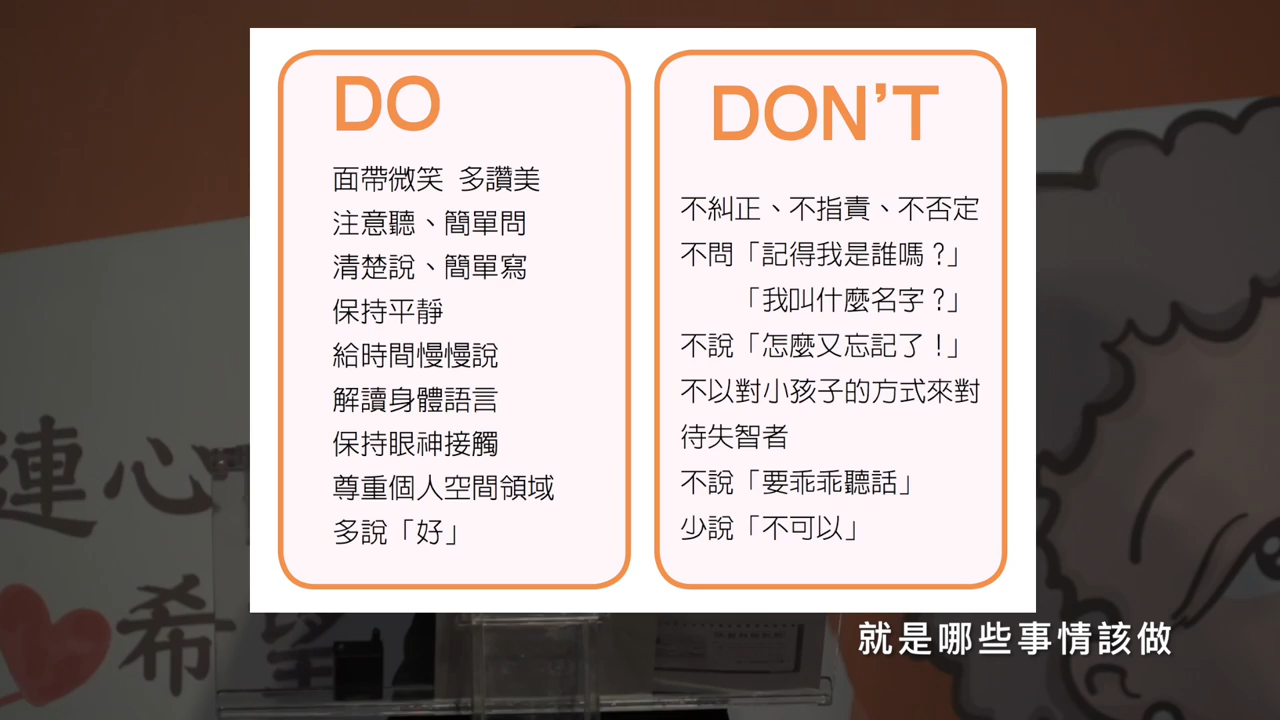 DO
面帶微笑 多讚美
注意聽、簡單問
清楚說、簡單寫
保持平靜
給時間慢慢說
解讀身體語言
保持眼神接觸
尊重個人空間領域
多說「好」
DON'T
不糾正、不指責、不否定
不問「記得我是誰嗎?」
「我叫什麼名字?」
不說「怎麼又忘記了!」
不以對小孩子的方式來對
待失智者
不說「要乖乖聽話」
少說「不可以」
連心
希望
就是哪些事情該做